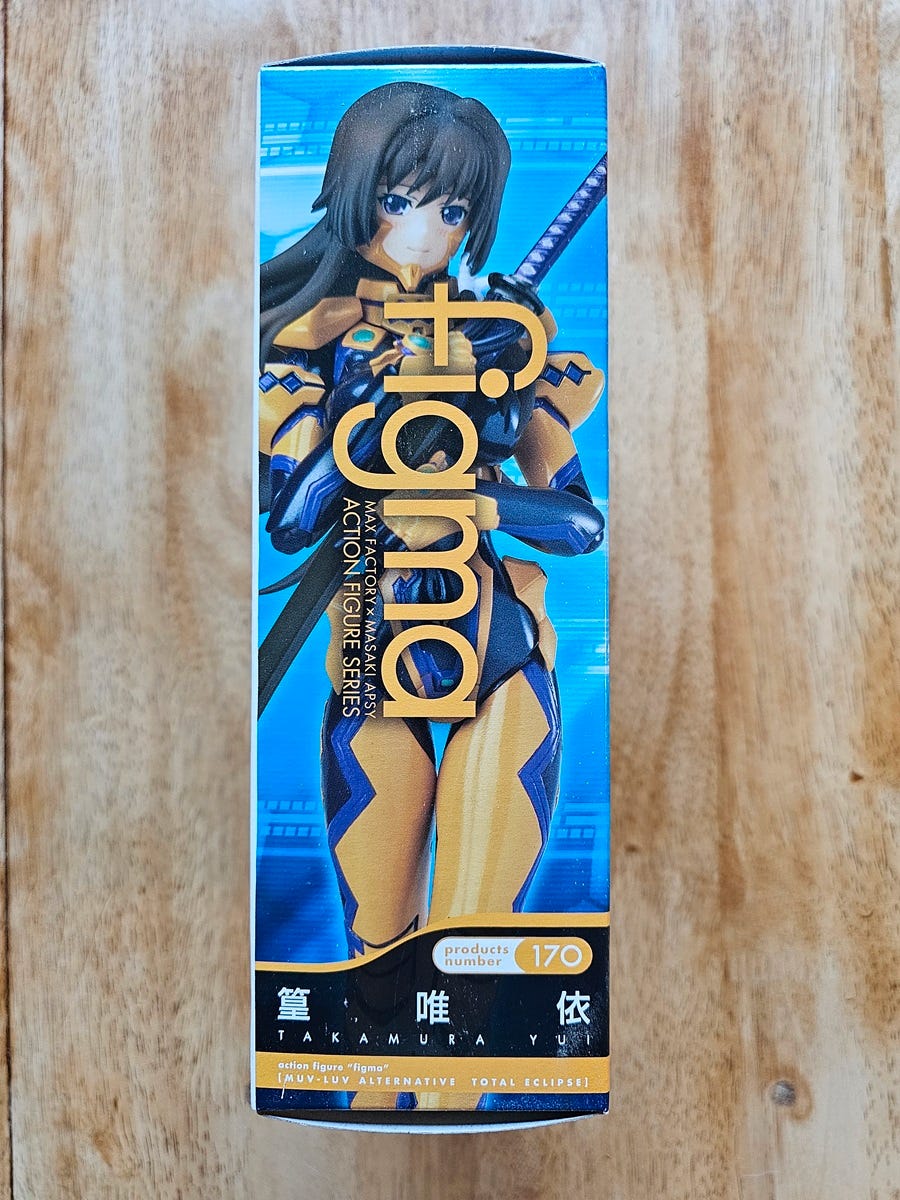 figma
MAX FACTORY × MASAKI APSY
ACTION FIGURE SERIES
products
number 170
篁 唯 依
TAKAMURA YUI
action figure "figma"
[MUV-LUV ALTERNATIVE TOTAL ECLIPSE]